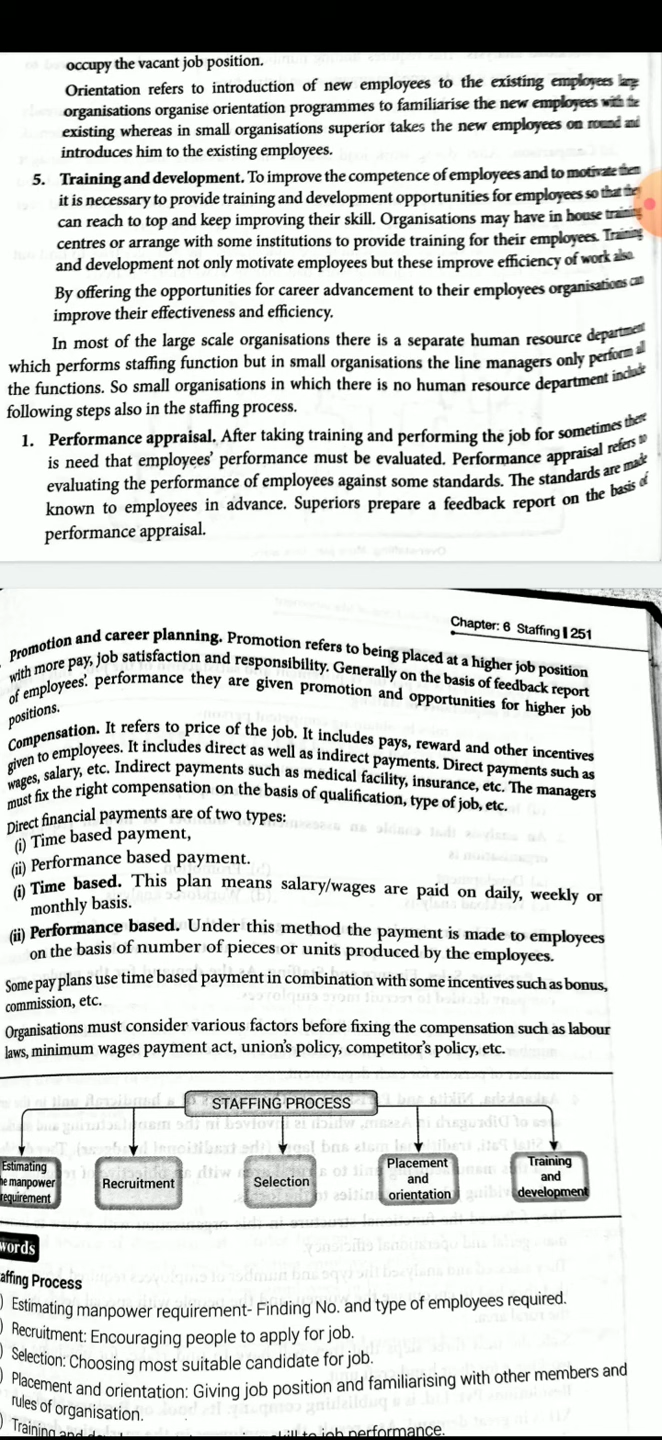 occupy the vacant job position.
Orientation refers to introduction of new employees to the existing employees large
organisations organise orientation programmes to familiarise the new employees with the
existing whereas in small organisations superior takes the new employees on round and
introduces him to the existing employees.
5. Training and development. To improve the competence of employees and to motivate them
it is necessary to provide training and development opportunities for employees so that they
can reach to top and keep improving their skill. Organisations may have in house training
centres or arrange with some institutions to provide training for their employees. Training
and development not only motivate employees but these improve efficiency of work also.
By offering the opportunities for career advancement to their employees organisations can
improve their effectiveness and efficiency.
In most of the large scale organisations there is a separate human resource department
which performs staffing function but in small organisations the line managers only perform all
the functions. So small organisations in which there is no human resource department include
following steps also in the staffing process.
1. Performance appraisal. After taking training and performing the job for sometimes there
is need that employees' performance must be evaluated. Performance appraisal refers to
evaluating the performance of employees against some standards. The standards are made
known to employees in advance. Superiors prepare a feedback report on the basis of
performance appraisal.
Chapter: 6 Staffing | 251
Promotion and career planning. Promotion refers to being placed at a higher job position
with more pay, job satisfaction and responsibility. Generally on the basis of feedback report
of employees'. performance they are given promotion and opportunities for higher job
positions.
Compensation. It refers to price of the job. It includes pays, reward and other incentives
given to employees. It includes direct as well as indirect payments. Direct payments such as
wages, salary, etc. Indirect payments such as medical facility, insurance, etc. The managers
must fix the right compensation on the basis of qualification, type of job, etc.
Direct financial payments are of two types:
(i) Time based payment,
(ii) Performance based payment.
(i) Time based. This plan means salary/wages are paid on daily, weekly or
monthly basis.
(ii) Performance based. Under this method the payment is made to employees
on the basis of number of pieces or units produced by the employees.
Some pay plans use time based payment in combination with some incentives such as bonus,
commission, etc.
Organisations must consider various factors before fixing the compensation such as labour
laws, minimum wages payment act, union's policy, competitor's policy, etc.
STAFFING PROCESS
Estimating
he manpower
requirement
Recruitment
Selection
Placement
and
orientation
Training
and
development
words
affing Process
) Estimating manpower requirement- Finding No. and type of employees required.
) Recruitment: Encouraging people to apply for job.
) Selection: Choosing most suitable candidate for job.
) Placement and orientation: Giving job position and familiarising with other members and
rules of organisation.
) Training and skill to job performance.